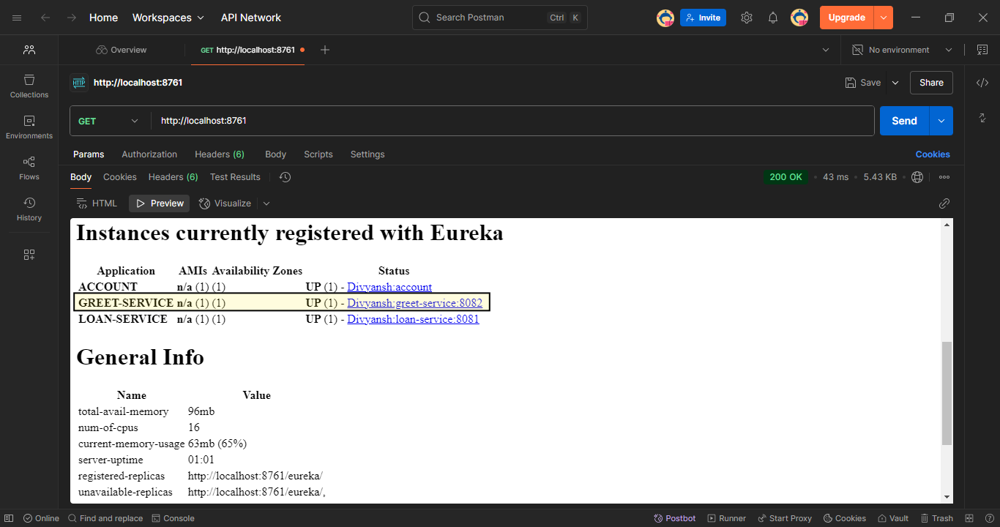 Home Workspaces API Network Search Postman Ctrl K Invite Upgrade
Overview GET http://localhost:8761 No environment
HTTP http://localhost:8761 Save Share
Collections
GET http://localhost:8761 Send
Environments
Params Authorization Headers (6) Body Scripts Settings Cookies
Flows
Body Cookies Headers (6) Test Results 200 OK 43 ms 5.43 KB
HTML Preview Visualize
History
Instances currently registered with Eureka
Application AMIs Availability Zones Status
ACCOUNT n/a (1) (1) UP (1) - Divyansh:account
GREET-SERVICE n/a (1) (1) UP (1) - Divyansh:greet-service:8082
LOAN-SERVICE n/a (1) (1) UP (1) - Divyansh:loan-service:8081
General Info
Name Value
total-avail-memory 96mb
num-of-cpus 16
current-memory-usage 63mb (65%)
server-uptime 01:01
registered-replicas http://localhost:8761/eureka/
unavailable-replicas http://localhost:8761/eureka/,
Online Find and replace Console Postbot Runner Start Proxy Cookies Vault Trash